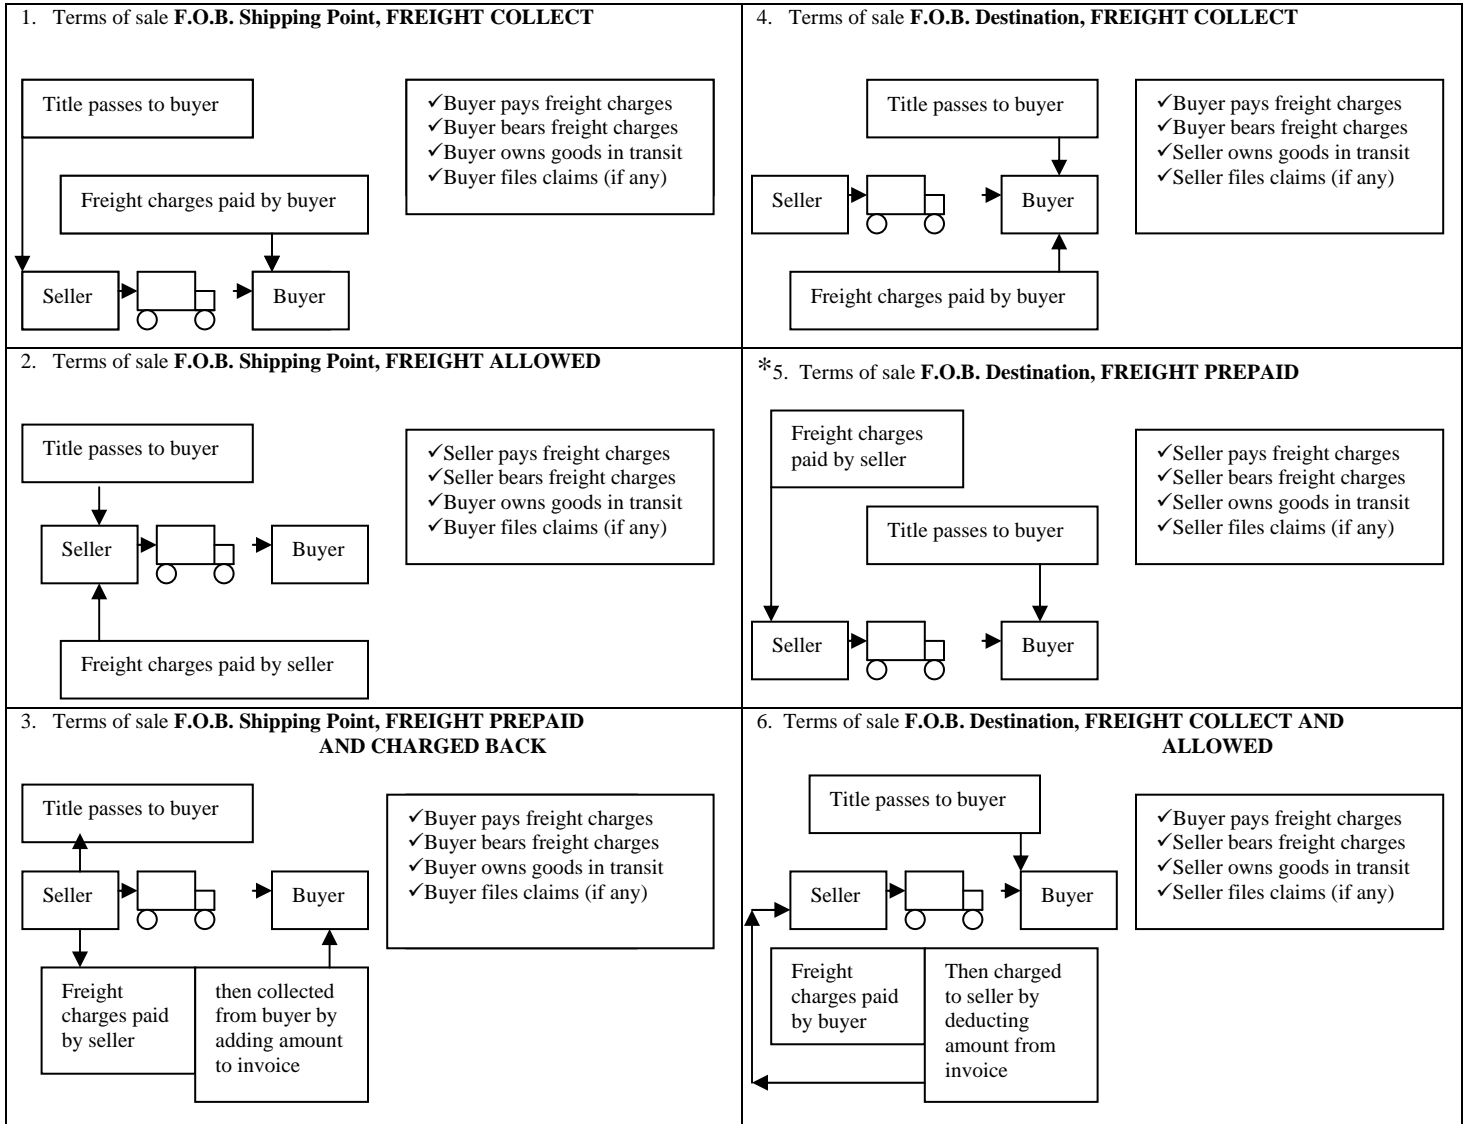 1. Terms of sale F.O.B. Shipping Point, FREIGHT COLLECT
Title passes to buyer
✓Buyer pays freight charges
✓Buyer bears freight charges
✓Buyer owns goods in transit
✓Buyer files claims (if any)
Freight charges paid by buyer
Seller
Buyer
4. Terms of sale F.O.B. Destination, FREIGHT COLLECT
Title passes to buyer
✓Buyer pays freight charges
✓Buyer bears freight charges
✓Seller owns goods in transit
✓Seller files claims (if any)
Seller
Buyer
Freight charges paid by buyer
2. Terms of sale F.O.B. Shipping Point, FREIGHT ALLOWED
Title passes to buyer
✓Seller pays freight charges
✓Seller bears freight charges
✓Buyer owns goods in transit
✓Buyer files claims (if any)
Seller
Buyer
Freight charges paid by seller
*5. Terms of sale F.O.B. Destination, FREIGHT PREPAID
Freight charges
paid by seller
✓Seller pays freight charges
✓Seller bears freight charges
✓Seller owns goods in transit
✓Seller files claims (if any)
Title passes to buyer
Seller
Buyer
3. Terms of sale F.O.B. Shipping Point, FREIGHT PREPAID
AND CHARGED BACK
Title passes to buyer
✓Buyer pays freight charges
✓Buyer bears freight charges
✓Buyer owns goods in transit
✓Buyer files claims (if any)
Seller
Buyer
Freight
charges paid
by seller
then collected
from buyer by
adding amount
to invoice
6. Terms of sale F.O.B. Destination, FREIGHT COLLECT AND
ALLOWED
Title passes to buyer
✓Buyer pays freight charges
✓Seller bears freight charges
✓Seller owns goods in transit
✓Seller files claims (if any)
Seller
Buyer
Freight
charges paid
by buyer
Then charged
to seller by
deducting
amount from
invoice